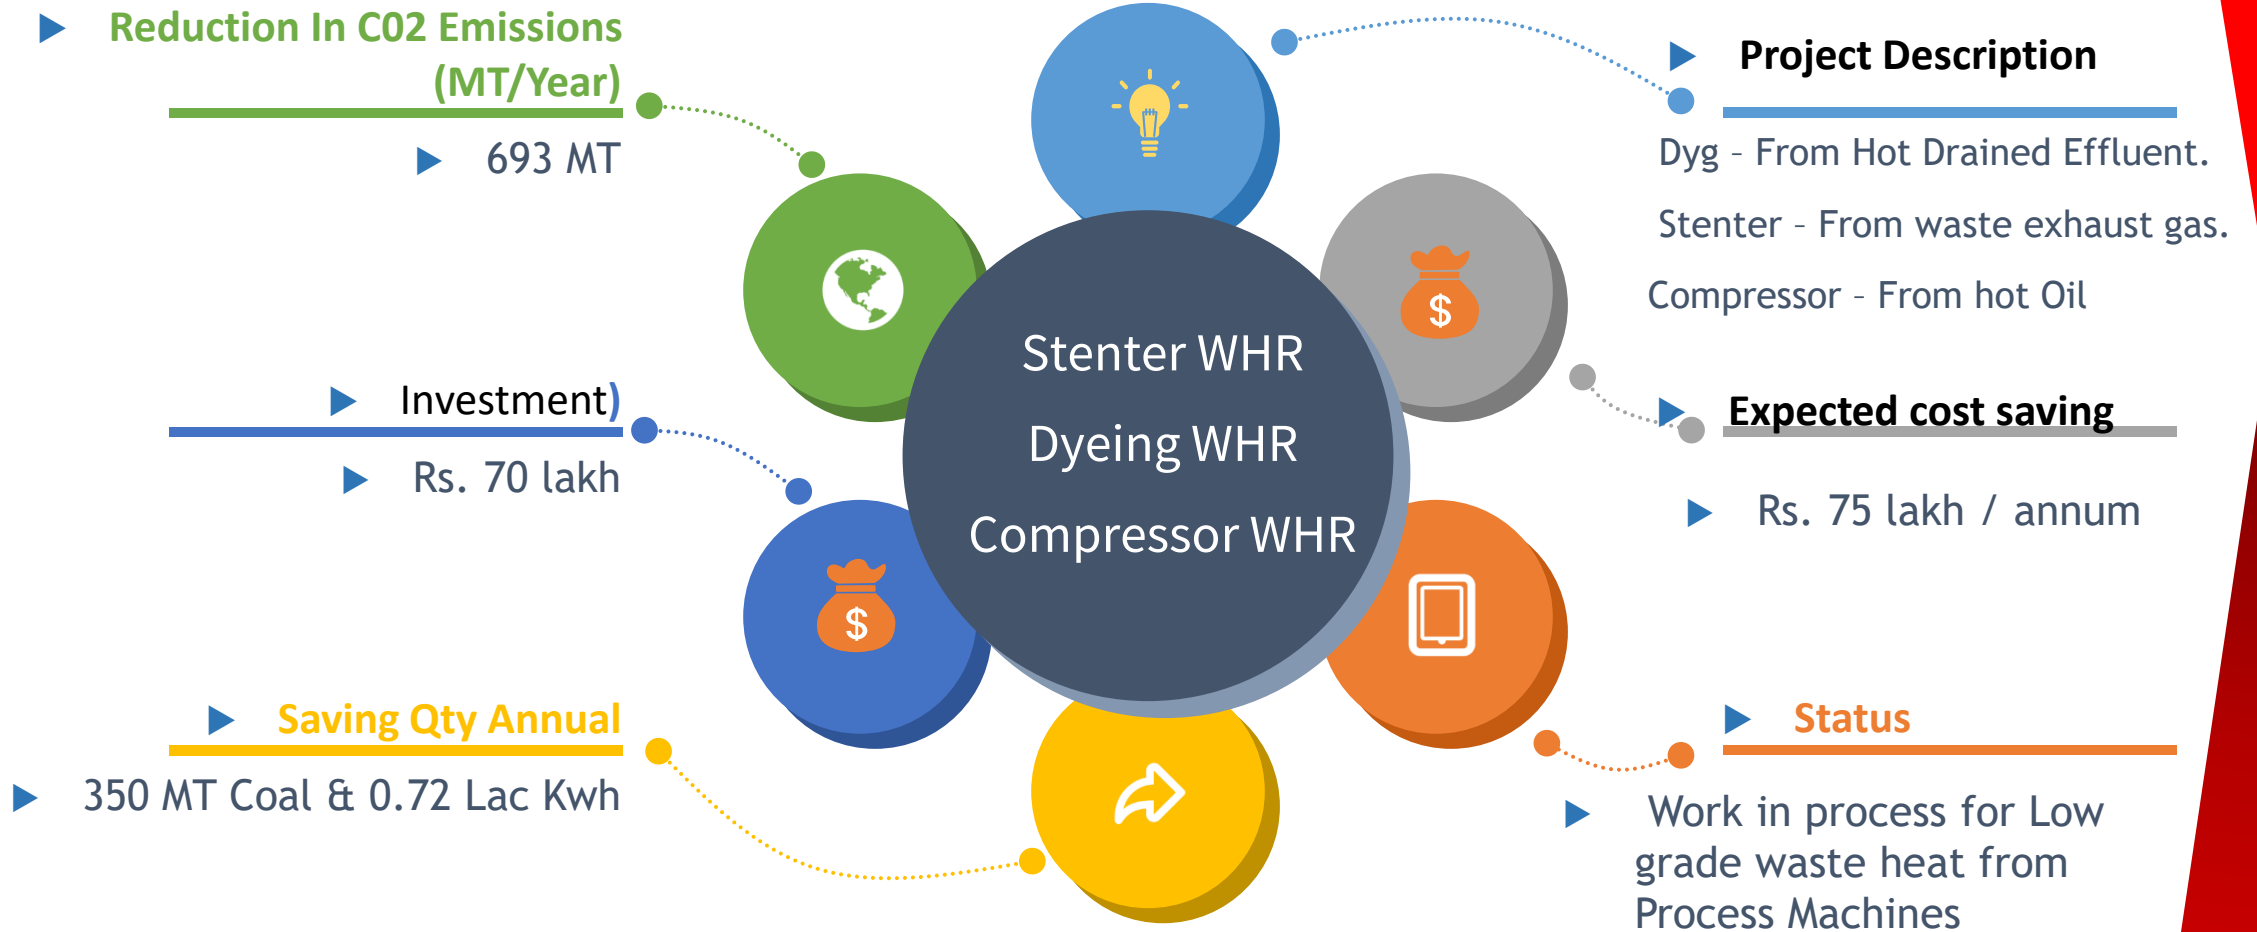 Reduction In C02 Emissions
(MT/Year)
693 MT
Investment)
Rs. 70 lakh
Saving Qty Annual
350 MT Coal & 0.72 Lac Kwh
$
$
Stenter WHR
Dyeing WHR
Compressor WHR
Project Description
Dyg – From Hot Drained Effluent.
Stenter – From waste exhaust gas.
Compressor – From hot Oil
Expected cost saving
Rs. 75 lakh / annum
Status
Work in process for Low
grade waste heat from
Process Machines